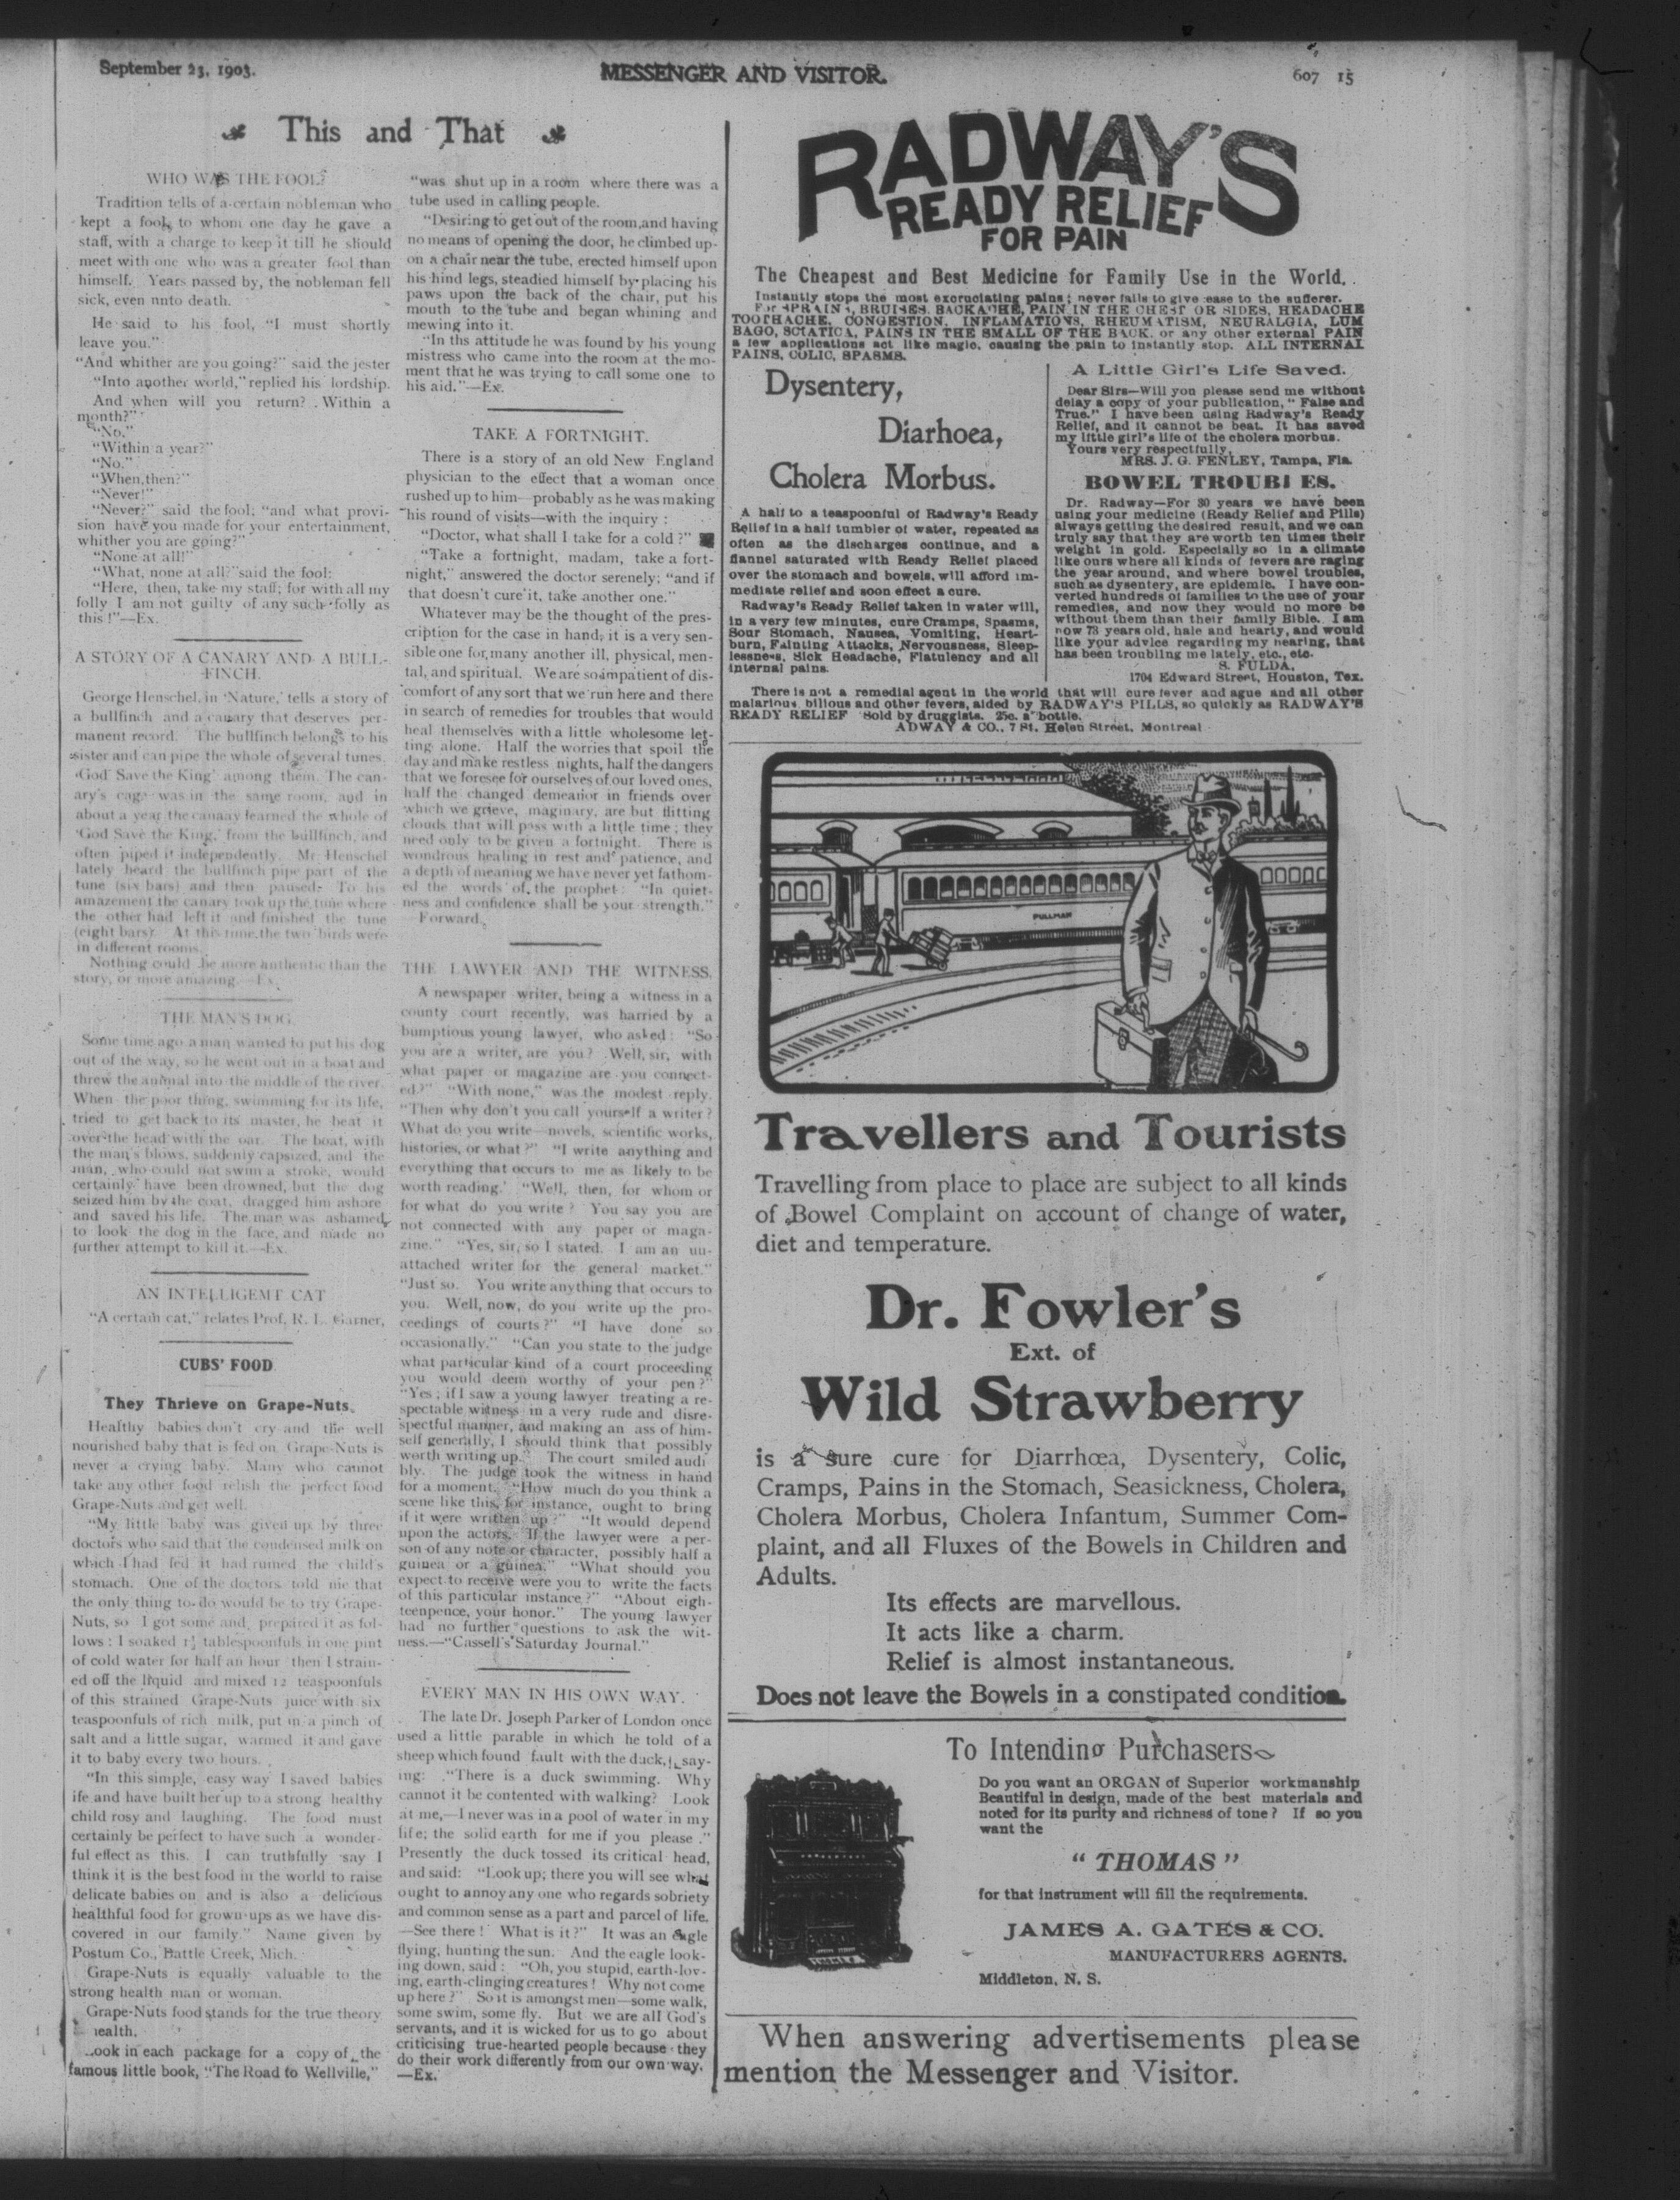 September 23, 1903.
MESSENGER AND VISITOR.
607 15
This and That
WHO WAS THE FOOL?
Tradition tells of a certain nobleman who
kept a fool, to whom one day he gave a
staff, with a charge to keep it till he should
meet with one who was a greater fool than
himself. Years passed by, the nobleman fell
sick, even nnto death.
He said to his fool, "I must shortly
leave you."
"And whither are you going?" said the jester
"Into another world," replied his lordship.
And when will you return? Within a
month?"
"No."
"Within a year?"
"No."
"When, then?"
"Never!"
"Never?" said the fool; "and what provi-
sion have you made for your entertainment,
whither you are going?"
"None at all!"
"What, none at all?" said the fool;
"Here, then, take my staff; for with all my
folly I am not guilty of any such folly as
this!"—Ex.
A STORY OF A CANARY AND A BULL-
FINCH.
George Henschel, in 'Nature,' tells a story of
a bullfinch and a canary that deserves per-
manent record. The bullfinch belongs to his
sister and can pipe the whole of several tunes.
'God Save the King' among them. The can-
ary's cage was in the same room, and in
about a year the canary learned the whole of
'God Save the King,' from the bullfinch, and
often piped it independently. Mr. Henschel
lately heard the bullfinch pipe part of the
tune (six bars) and then paused. To his
amazement the canary took up the tune where
the other had left it and finished the tune
(eight bars). At this time the two birds were
in different rooms.
Nothing could be more authentic than the
story, or more amazing.—Ex.
THE MAN'S DOG.
Some time ago a man wanted to put his dog
out of the way, so he went out in a boat and
threw the animal into the middle of the river.
When the poor thing, swimming for its life,
tried to get back to its master, he beat it
over the head with the oar. The boat, with
the man's blows, suddenly capsized, and the
man, who could not swim a stroke, would
certainly have been drowned, but the dog
seized him by the coat, dragged him ashore
and saved his life. The man was ashamed
to look the dog in the face, and made no
further attempt to kill it.—Ex.
AN INTELLIGEMT CAT
"A certain cat," relates Prof. R. L. Garner,
CUBS' FOOD
They Thrieve on Grape-Nuts.
Healthy babies don't cry and the well
nourished baby that is fed on Grape-Nuts is
never a crying baby. Many who cannot
take any other food relish the perfect food
Grape-Nuts and get well.
"My little baby was given up by three
doctors who said that the condensed milk on
which I had fed it had ruined the child's
stomach. One of the doctors told me that
the only thing to do would be to try Grape-
Nuts, so I got some and prepared it as fol-
lows: I soaked 1½ tablespoonfuls in one pint
of cold water for half an hour then I strain-
ed off the liquid and mixed 12 teaspoonfuls
of this strained Grape-Nuts juice with six
teaspoonfuls of rich milk, put in a pinch of
salt and a little sugar, warmed it and gave
it to baby every two hours.
"In this simple, easy way I saved babies
ife and have built her up to a strong healthy
child rosy and laughing. The food must
certainly be perfect to have such a wonder-
ful effect as this. I can truthfully say I
think it is the best food in the world to raise
delicate babies on and is also a delicious
healthful food for grown-ups as we have dis-
covered in our family." Name given by
Postum Co., Battle Creek, Mich.
Grape-Nuts is equally valuable to the
strong health man or woman.
Grape-Nuts food stands for the true theory
health.
ook in each package for a copy of the
famous little book, "The Road to Wellville,"
"was shut up in a room where there was a
tube used in calling people.
"Desiring to get out of the room and having
no means of opening the door, he climbed up-
on a chair near the tube, erected himself upon
his hind legs, steadied himself by placing his
paws upon the back of the chair, put his
mouth to the tube and began whining and
mewing into it.
"In ths attitude he was found by his young
mistress who came into the room at the mo-
ment that he was trying to call some one to
his aid."—Ex.
TAKE A FORTNIGHT.
There is a story of an old New England
physician to the effect that a woman once
rushed up to him—probably as he was making
his round of visits—with the inquiry:
"Doctor, what shall I take for a cold?"
"Take a fortnight, madam, take a fort-
night," answered the doctor serenely; "and if
that doesn't cure it, take another one."
Whatever may be the thought of the pres-
cription for the case in hand, it is a very sen-
sible one for many another ill, physical, men-
tal, and spiritual. We are so impatient of dis-
comfort of any sort that we run here and there
in search of remedies for troubles that would
heal themselves with a little wholesome let-
ting alone. Half the worries that spoil the
day and make restless nights, half the dangers
that we foresee for ourselves of our loved ones,
half the changed demeanor in friends over
which we grieve, maginary, are but flitting
clouds that will pass with a little time; they
need only to be given a fortnight. There is
wondrous healing in rest and patience, and
a depth of meaning we have never yet fathom-
ed the words of the prophet: "In quiet-
ness and confidence shall be your strength."
Forward.
THE LAWYER AND THE WITNESS.
A newspaper writer, being a witness in a
county court recently, was harried by a
bumptious young lawyer, who asked: "So
you are a writer, are you? Well, sir, with
what paper or magazine are you connect-
ed?" "With none," was the modest reply.
"Then why don't you call yourself a writer?
What do you write—novels, scientific works,
histories, or what?" "I write anything and
everything that occurs to me as likely to be
worth reading.' "Well, then, for whom or
for what do you write? You say you are
not connected with any paper or maga-
zine." "Yes, sir, so I stated. I am an uu-
attached writer for the general market."
"Just so. You write anything that occurs to
you. Well, now, do you write up the pro-
ceedings of courts?" "I have done so
occasionally." "Can you state to the judge
what particular kind of a court proceeding
you would deem worthy of your pen?"
"Yes; if I saw a young lawyer treating a re-
spectable witness in a very rude and disre-
spectful manner, and making an ass of him-
self generally, I should think that possibly
worth writing up." The court smiled audi
bly. The judge took the witness in hand
for a moment. "How much do you think a
scene like this, for instance, ought to bring
if it were written up?" "It would depend
upon the actors. If the lawyer were a per-
son of any note or character, possibly half a
guinea or a guinea." "What should you
expect to receive were you to write the facts
of this particular instance?" "About eigh-
teenpence, your honor." The young lawyer
had no further questions to ask the wit-
ness.—"Cassell's Saturday Journal."
EVERY MAN IN HIS OWN WAY.
The late Dr. Joseph Parker of London once
used a little parable in which he told of a
sheep which found fault with the duck, say-
ing: "There is a duck swimming. Why
cannot it be contented with walking? Look
at me,—I never was in a pool of water in my
life; the solid earth for me if you please."
Presently the duck tossed its critical head,
and said: "Look up; there you will see what
ought to annoy any one who regards sobriety
and common sense as a part and parcel of life.
—See there! What is it?" It was an eagle
flying, hunting the sun. And the eagle look-
ing down, said: "Oh, you stupid, earth-lov-
ing, earth-clinging creatures! Why not come
up here?" So it is amongst men—some walk,
some swim, some fly. But we are all God's
servants, and it is wicked for us to go about
criticising true-hearted people because they
do their work differently from our own way.
—Ex.
RADWAY'S
READY RELIEF
FOR PAIN
The Cheapest and Best Medicine for Family Use in the World.
Instantly stops the most excruciating pains; never fails to give ease to the sufferer.
For SPRAINS, BRUISES, BACKACHE, PAIN IN THE CHEST OR SIDES, HEADACHE
TOOTHACHE, CONGESTION, INFLAMATIONS, RHEUMATISM, NEURALGIA, LUM
BAGO, SCIATICA, PAINS IN THE SMALL OF THE BACK, or any other external PAIN
a few applications act like magic, causing the pain to instantly stop. ALL INTERNAL
PAINS, COLIC, SPASMS.
Dysentery,
Diarhoea,
Cholera Morbus.
A half to a teaspoonful of Radway's Ready
Relief in a half tumbler of water, repeated as
often as the discharges continue, and a
flannel saturated with Ready Relief placed
over the stomach and bowels, will afford im-
mediate relief and soon effect a cure.
Radway's Ready Relief taken in water will,
in a very few minutes, cure Cramps, Spasms,
Sour Stomach, Nausea, Vomiting, Heart-
burn, Fainting Attacks, Nervousness, Sleep-
lessness, Sick Headache, Flatulency and all
internal pains.
A Little Girl's Life Saved.
Dear Sirs—Will you please send me without
delay a copy of your publication, "False and
True." I have been using Radway's Ready
Relief, and it cannot be beat. It has saved
my little girl's life of the cholera morbus.
Yours very respectfully,
MRS. J. G. FENLEY, Tampa, Fla.
BOWEL TROUBLES.
Dr. Radway—For 30 years we have been
using your medicine (Ready Relief and Pills)
always getting the desired result, and we can
truly say that they are worth ten times their
weight in gold. Especially so in a climate
like ours where all kinds of fevers are raging
the year around, and where bowel troubles,
such as dysentery, are epidemic. I have con-
verted hundreds of families to the use of your
remedies, and now they would no more be
without them than their family Bible. I am
now 73 years old, hale and hearty, and would
like your advice regarding my hearing, that
has been troubling me lately, etc., etc.
S. FULDA,
1704 Edward Street, Houston, Tex.
There is not a remedial agent in the world that will cure fever and ague and all other
malarious, bilious and other fevers, aided by RADWAY'S PILLS, so quickly as RADWAY'S
READY RELIEF Sold by druggists. 25c. a bottle.
ADWAY & CO., 7 St. Helen Street, Montreal
PULLMAN
Travellers and Tourists
Travelling from place to place are subject to all kinds
of Bowel Complaint on account of change of water,
diet and temperature.
Dr. Fowler's
Ext. of
Wild Strawberry
is a sure cure for Diarrhœa, Dysentery, Colic,
Cramps, Pains in the Stomach, Seasickness, Cholera,
Cholera Morbus, Cholera Infantum, Summer Com-
plaint, and all Fluxes of the Bowels in Children and
Adults.
Its effects are marvellous.
It acts like a charm.
Relief is almost instantaneous.
Does not leave the Bowels in a constipated condition.
To Intending Purchasers
Do you want an ORGAN of Superior workmanship
Beautiful in design, made of the best materials and
noted for its purity and richness of tone? If so you
want the
"THOMAS"
for that instrument will fill the requirements.
JAMES A. GATES & CO.
MANUFACTURERS AGENTS.
Middleton, N. S.
When answering advertisements please
mention the Messenger and Visitor.